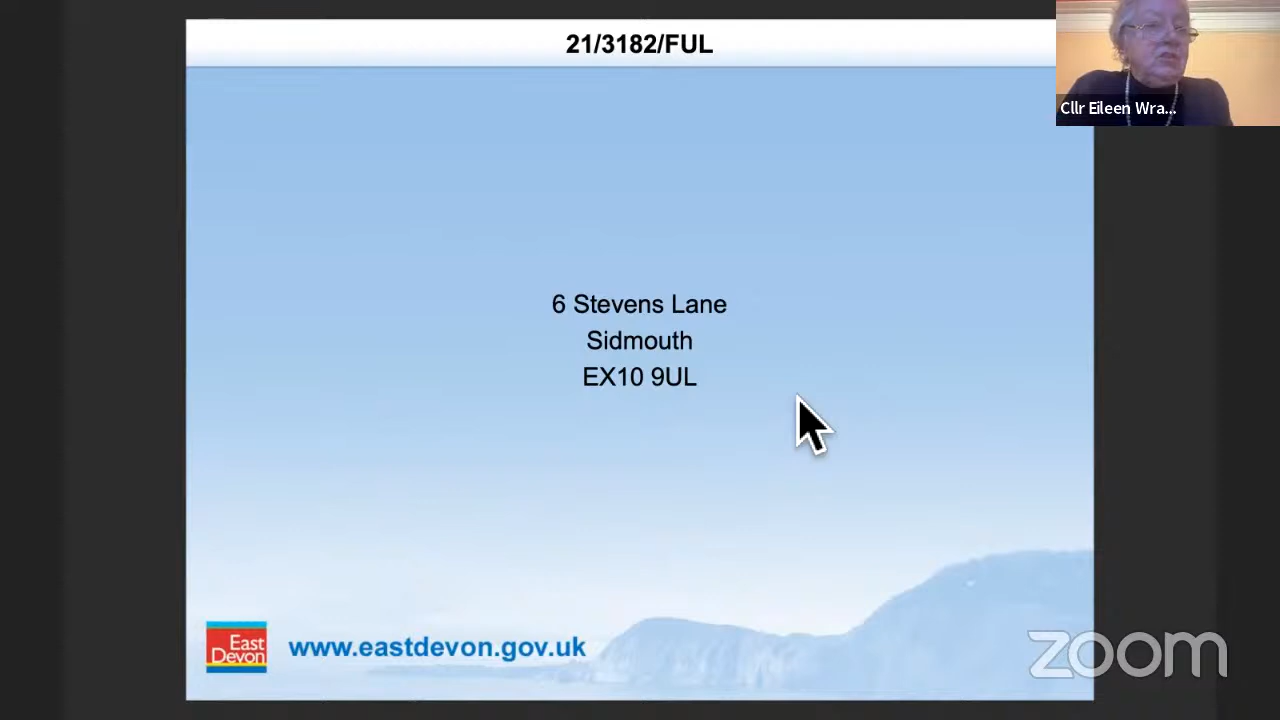 21/3182/FUL
Cllr Eileen Wra...
6 Stevens Lane
Sidmouth
EX10 9UL
East
Devon
www.eastdevon.gov.uk
zoom